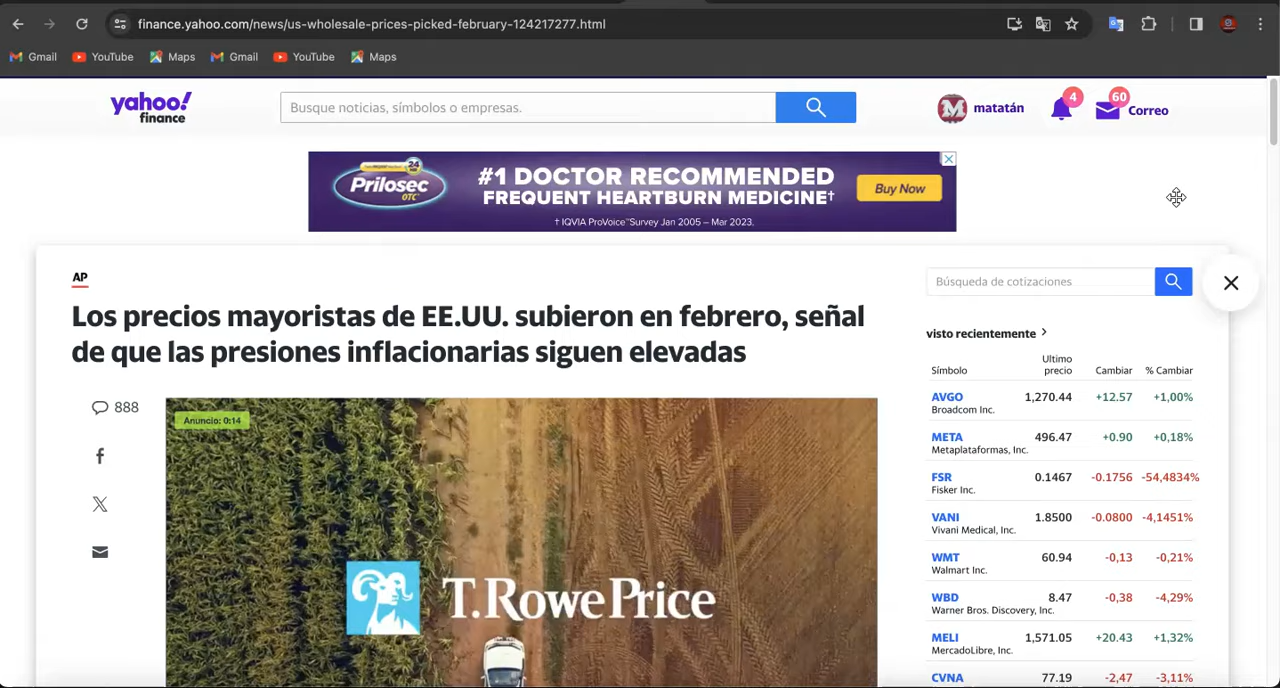 finance.yahoo.com/news/us-wholesale-prices-picked-february-124217277.html
Gmail YouTube Maps Gmail YouTube Maps
yahoo!
finance
Busque noticias, símbolos o empresas.
matatán
4
60
Correo
Prilosec
OTC
24
#1 DOCTOR RECOMMENDED
FREQUENT HEARTBURN MEDICINE†
† IQVIA ProVoice™Survey Jan 2005 – Mar 2023.
Buy Now
AP
Los precios mayoristas de EE.UU. subieron en febrero, señal
de que las presiones inflacionarias siguen elevadas
888
Anuncio: 0:14
T.RowePrice
Búsqueda de cotizaciones
visto recientemente
Símbolo Ultimo precio Cambiar % Cambiar
AVGO 1,270.44 +12.57 +1,00%
Broadcom Inc.
META 496.47 +0.90 +0,18%
Metaplataformas, Inc.
FSR 0.1467 -0.1756 -54,4834%
Fisker Inc.
VANI 1.8500 -0.0800 -4,1451%
Vivani Medical, Inc.
WMT 60.94 -0,13 -0,21%
Walmart Inc.
WBD 8.47 -0,38 -4,29%
Warner Bros. Discovery, Inc.
MELI 1,571.05 +20.43 +1,32%
MercadoLibre, Inc.
CVNA 77.19 -2,47 -3,11%